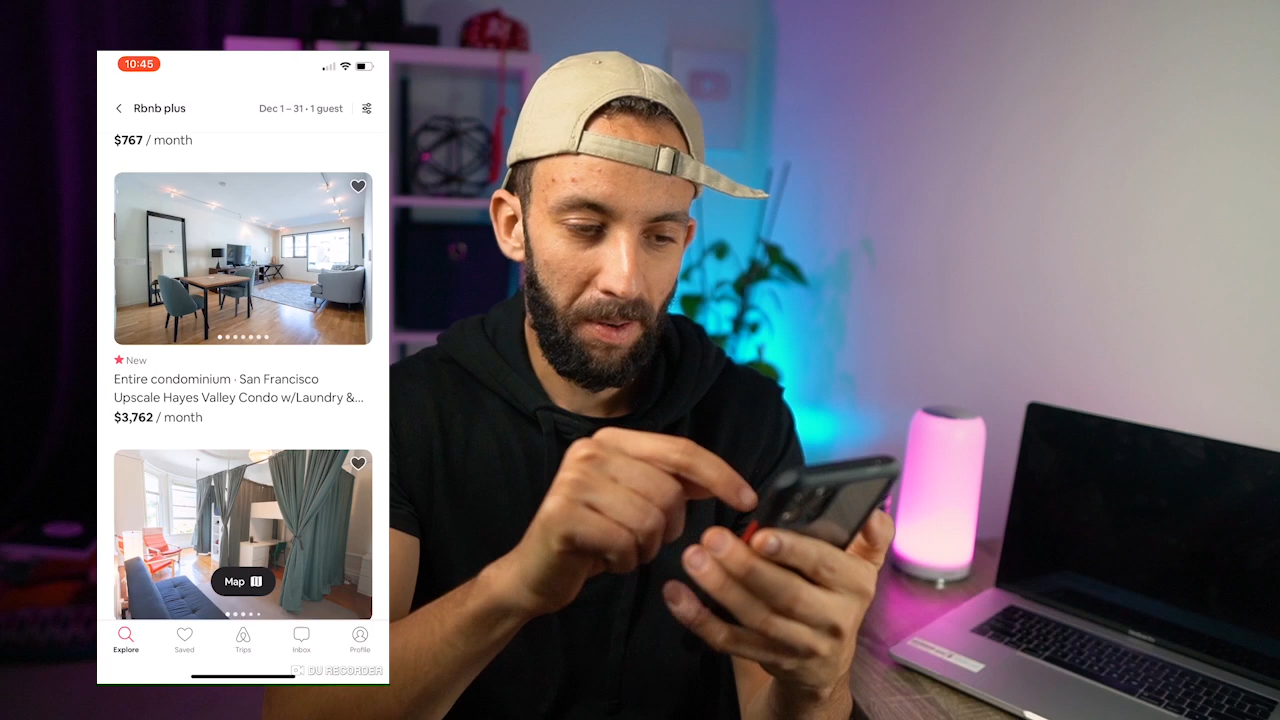 10:45
Rbnb plus
Dec 1 – 31 · 1 guest
$767 / month
New
Entire condominium · San Francisco
Upscale Hayes Valley Condo w/Laundry &...
$3,762 / month
Map
Explore
Saved
Trips
Inbox
Profile
DU RECORDER